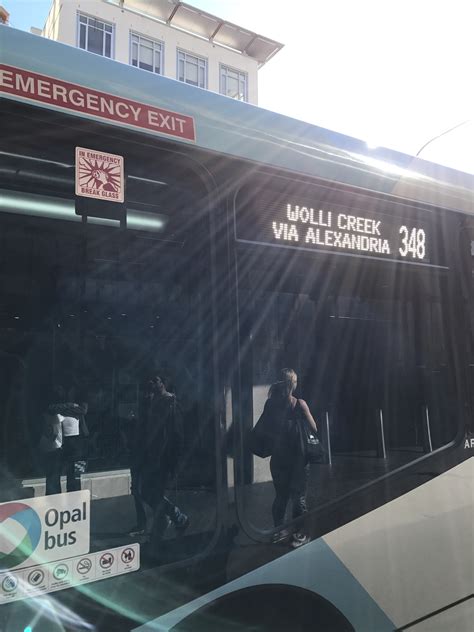 EMERGENCY EXIT
IN EMERGENCY
BREAK GLASS
WOLLI CREEK
VIA ALEXANDRIA 348
Opal
bus